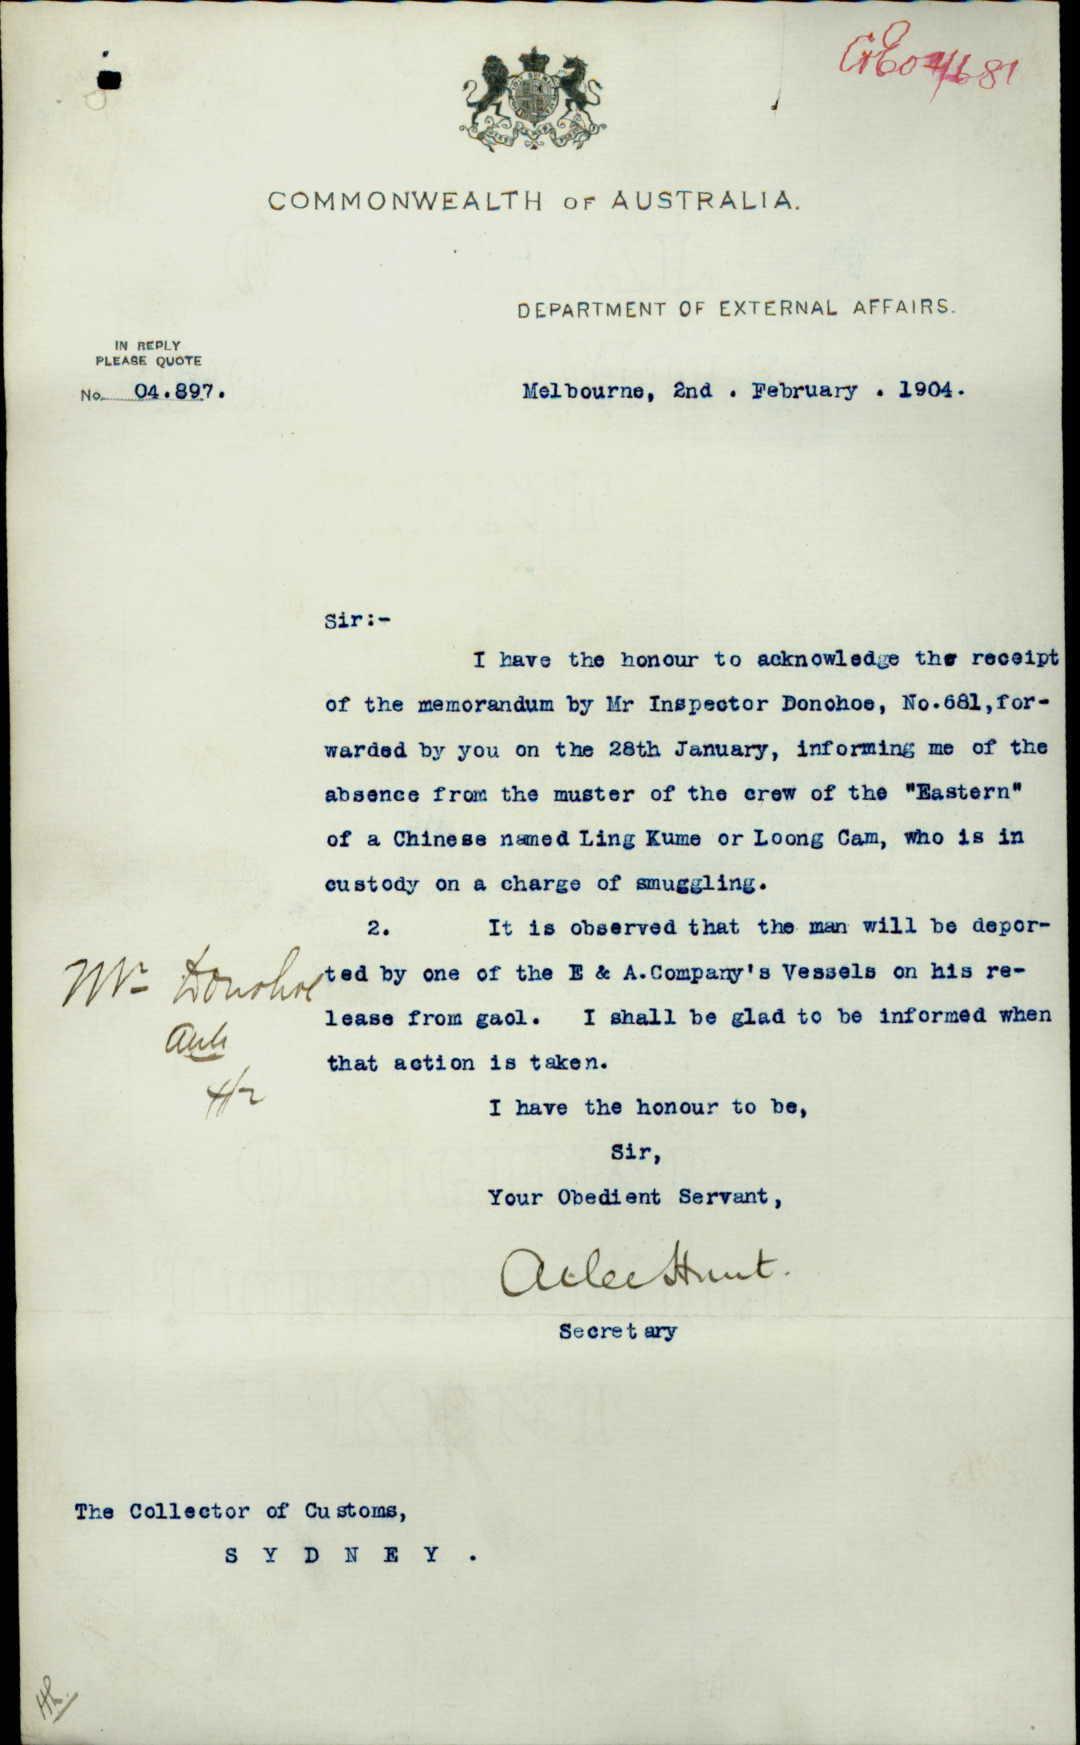 COMMONWEALTH OF AUSTRALIA.
DEPARTMENT OF EXTERNAL AFFAIRS.
IN REPLY
PLEASE QUOTE
No. 04.897.
Melbourne, 2nd . February . 1904.
Sir:-
I have the honour to acknowledge the receipt
of the memorandum by Mr Inspector Donohoe, No.681,for-
warded by you on the 28th January, informing me of the
absence from the muster of the crew of the "Eastern"
of a Chinese named Ling Kume or Loong Cam, who is in
custody on a charge of smuggling.
2. It is observed that the man will be depor-
ted by one of the E & A.Company's Vessels on his re-
lease from gaol. I shall be glad to be informed when
that action is taken.
Mr Donohoe
4/2
I have the honour to be,
Sir,
Your Obedient Servant,
Atlee Hunt.
Secretary
The Collector of Customs,
SYDNEY.